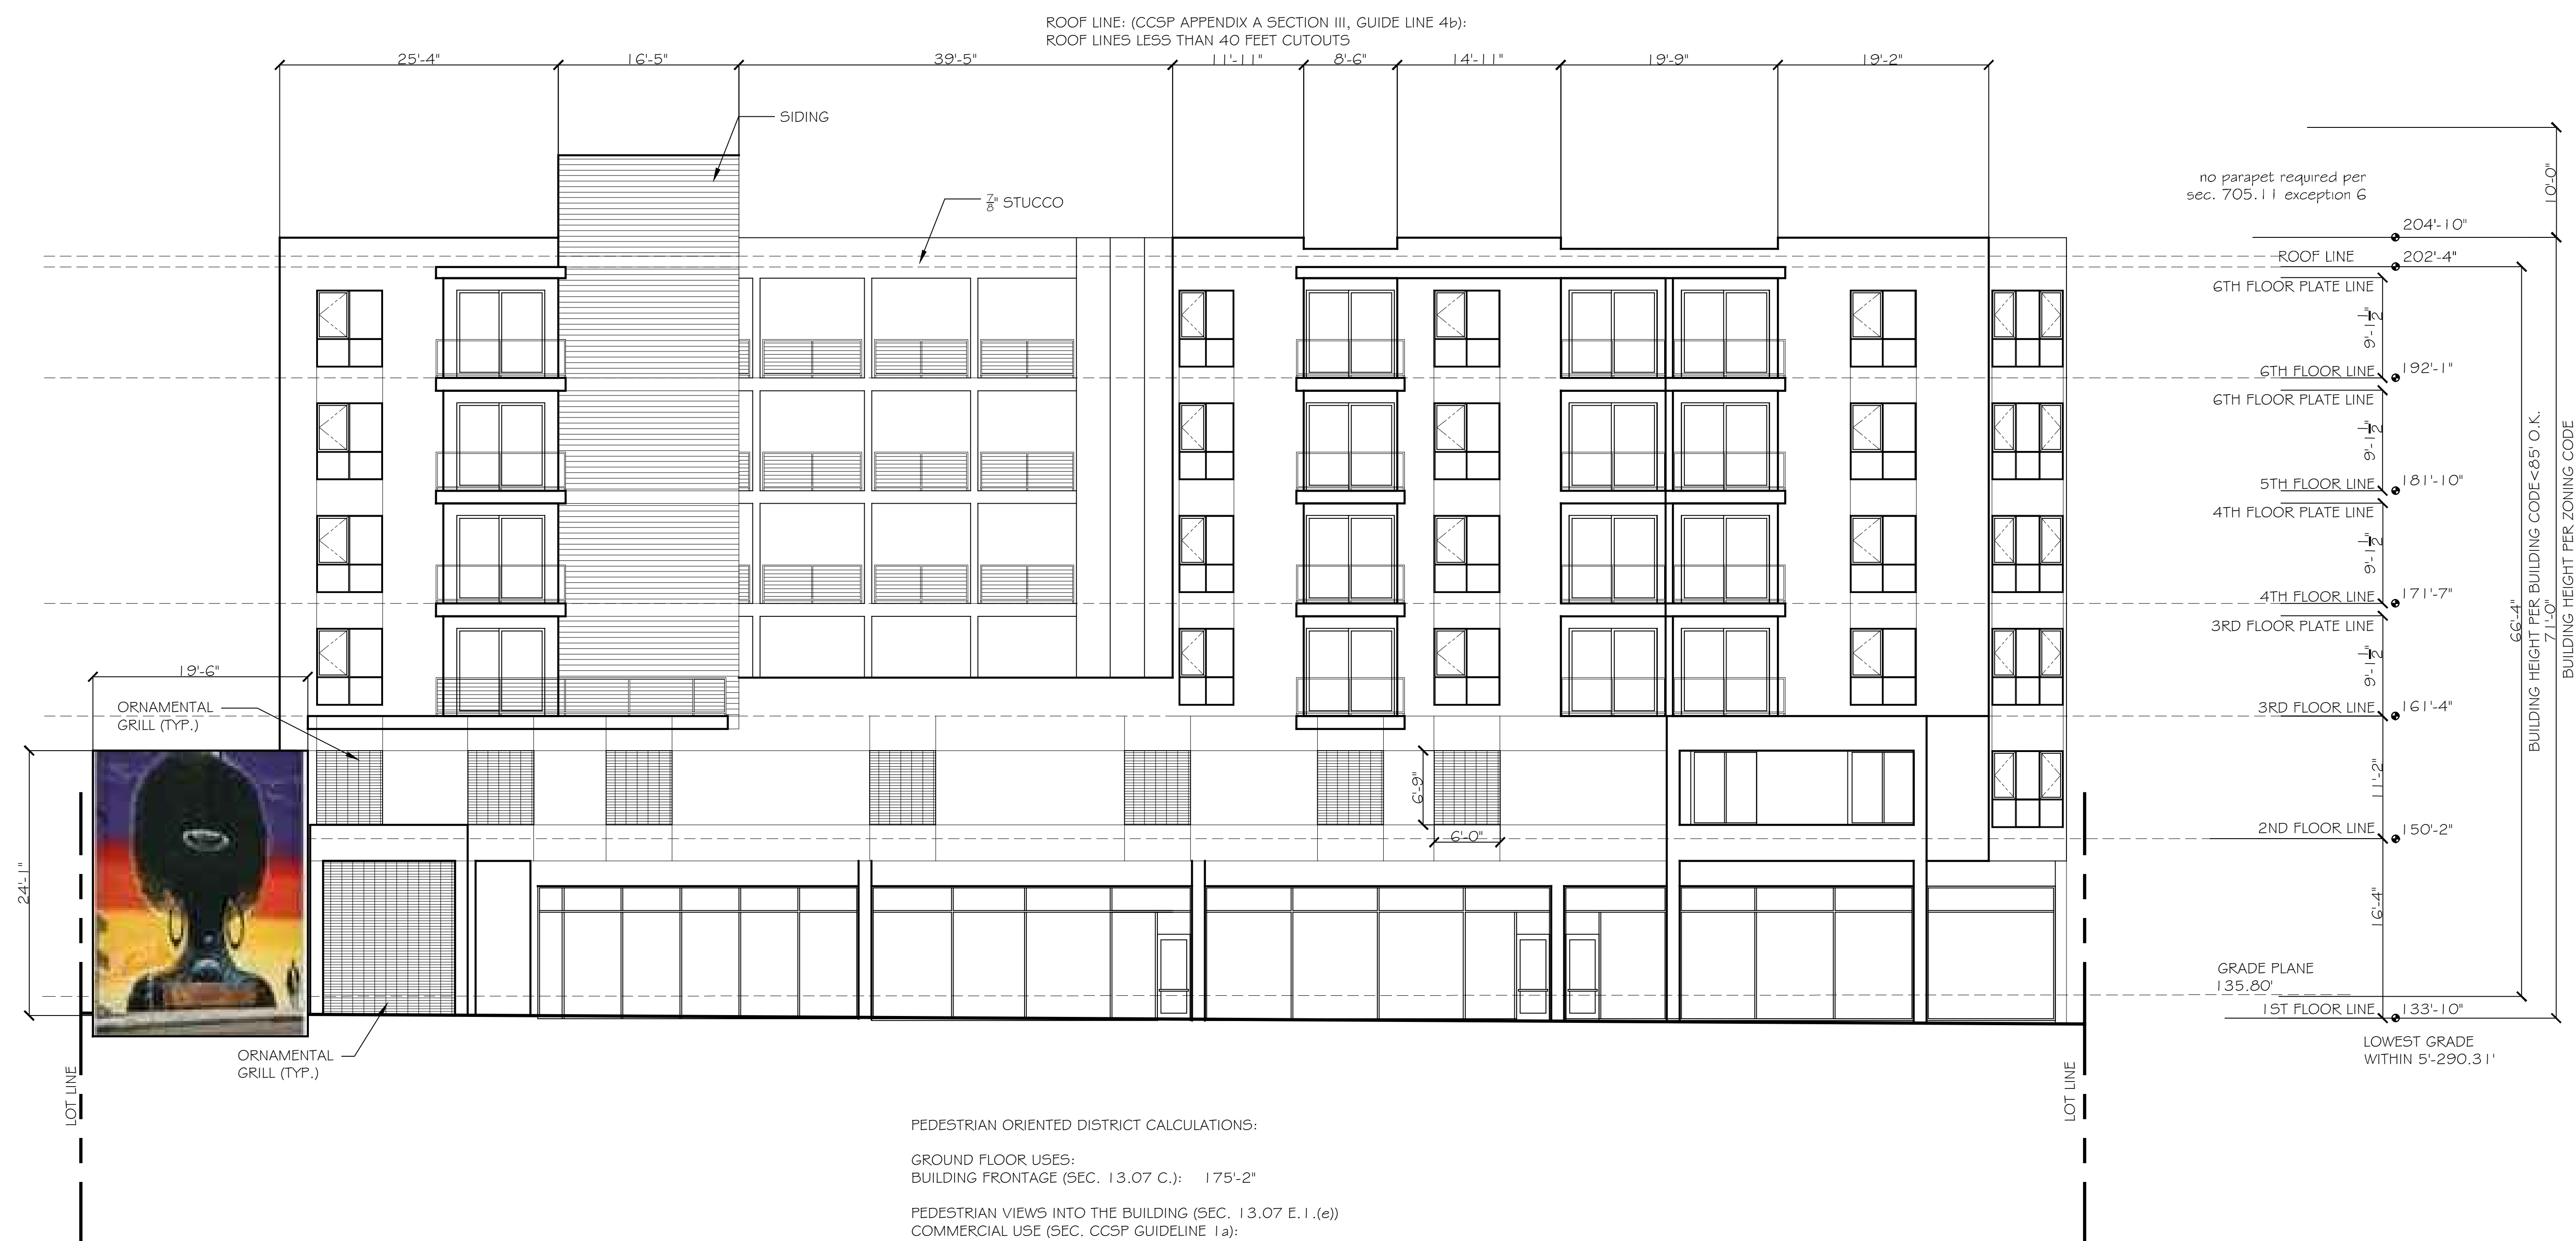 ROOF LINE: (CCSP APPENDIX A SECTION III, GUIDE LINE 4b):
ROOF LINES LESS THAN 40 FEET CUTOUTS
25'-4"
16'-5"
39'-5"
11'-11"
8'-6"
14'-11"
19'-9"
19'-2"
SIDING
7/8" STUCCO
no parapet required per
sec. 705.11 exception 6
10'-0"
204'-10"
ROOF LINE
202'-4"
6TH FLOOR PLATE LINE
9'-1 1/2
6TH FLOOR LINE
192'-1"
6TH FLOOR PLATE LINE
9'-1 1/2
5TH FLOOR LINE
181'-10"
4TH FLOOR PLATE LINE
9'-1 1/2
4TH FLOOR LINE
171'-7"
3RD FLOOR PLATE LINE
9'-1 1/2
3RD FLOOR LINE
161'-4"
11'-2"
2ND FLOOR LINE
150'-2"
16'-4"
GRADE PLANE
135.80'
1ST FLOOR LINE
133'-10"
LOWEST GRADE
WITHIN 5'-290.31'
66'-4"
BUILDING HEIGHT PER BUILDING CODE<85' O.K.
71'-0"
BUILDING HEIGHT PER ZONING CODE
19'-6"
ORNAMENTAL
GRILL (TYP.)
24'-1"
6'-9"
6'-0"
ORNAMENTAL
GRILL (TYP.)
LOT LINE
LOT LINE
PEDESTRIAN ORIENTED DISTRICT CALCULATIONS:
GROUND FLOOR USES:
BUILDING FRONTAGE (SEC. 13.07 C.): 175'-2"
PEDESTRIAN VIEWS INTO THE BUILDING (SEC. 13.07 E.1.(e))
COMMERCIAL USE (SEC. CCSP GUIDELINE 1a):